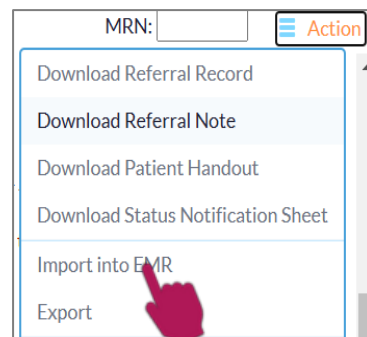 MRN: Action
Download Referral Record
Download Referral Note
Download Patient Handout
Download Status Notification Sheet
Import into EMR
Export